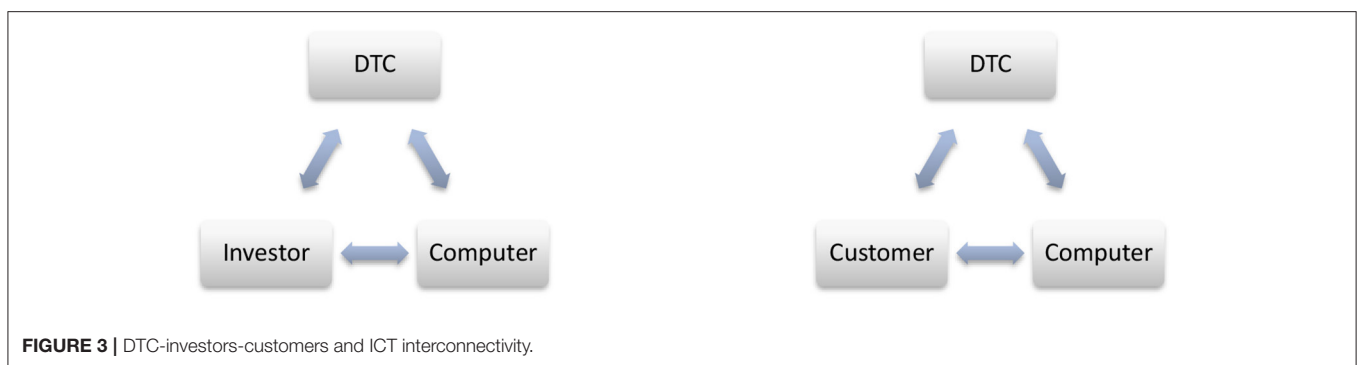 DTC
Investor
Computer
DTC
Customer
Computer
FIGURE 3 | DTC-investors-customers and ICT interconnectivity.